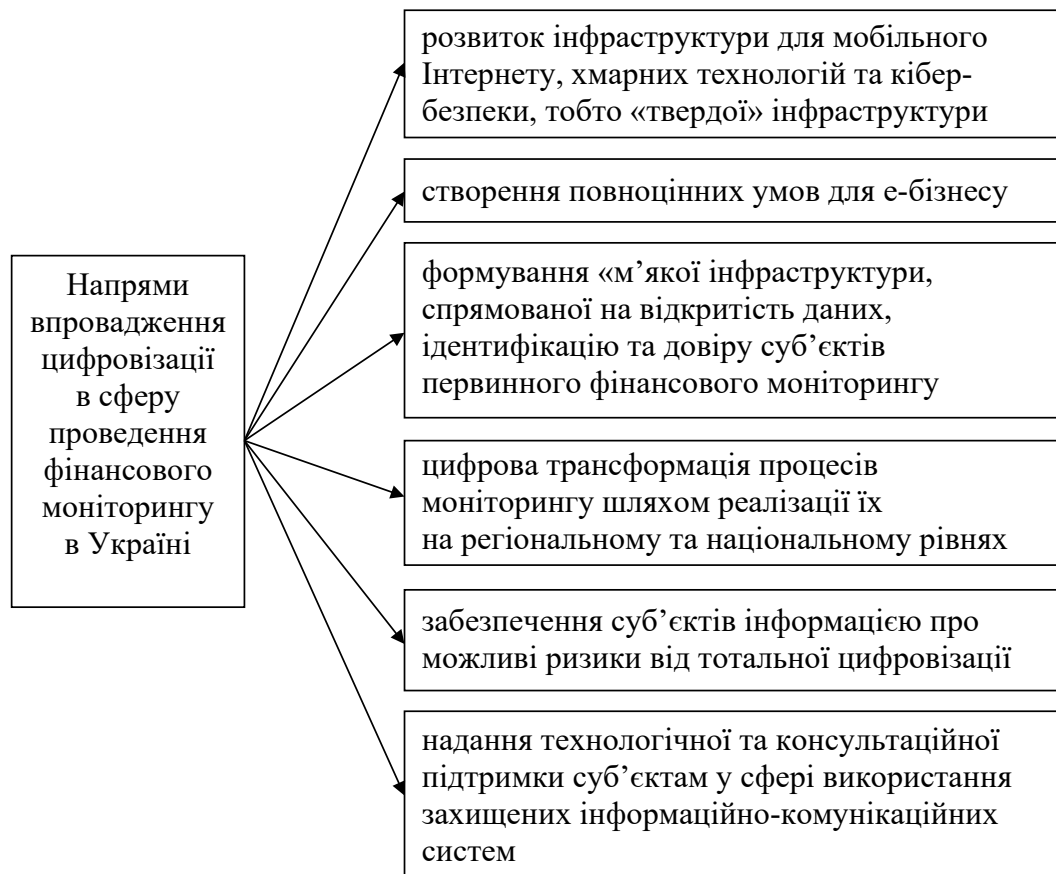 Напрями
впровадження
цифровізації
в сферу
проведення
фінансового
моніторингу
в Україні
розвиток інфраструктури для мобільного
Інтернету, хмарних технологій та кібер-
безпеки, тобто «твердої» інфраструктури
створення повноцінних умов для е-бізнесу
формування «м’якої інфраструктури,
спрямованої на відкритість даних,
ідентифікацію та довіру суб’єктів
первинного фінансового моніторингу
цифрова трансформація процесів
моніторингу шляхом реалізації їх
на регіональному та національному рівнях
забезпечення суб’єктів інформацією про
можливі ризики від тотальної цифровізації
надання технологічної та консультаційної
підтримки суб’єктам у сфері використання
захищених інформаційно-комунікаційних
систем